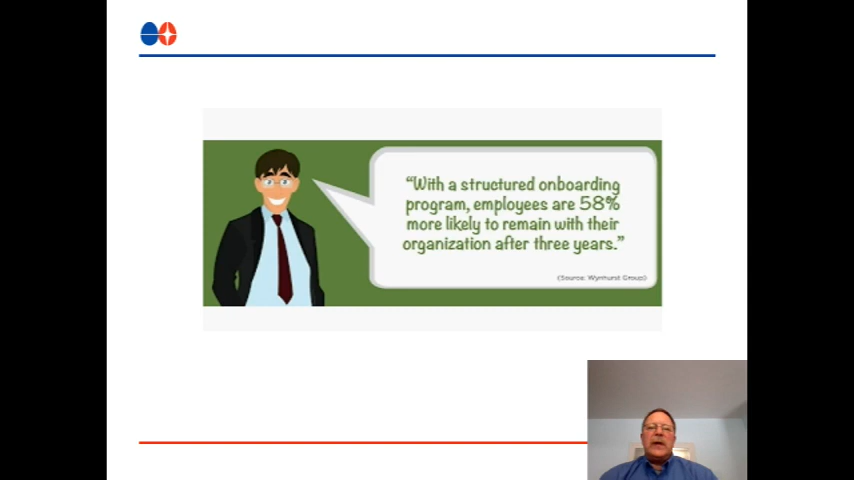 “With a structured onboarding
program, employees are 58%
more likely to remain with their
organization after three years.”
(Source: Wynhurst Group)